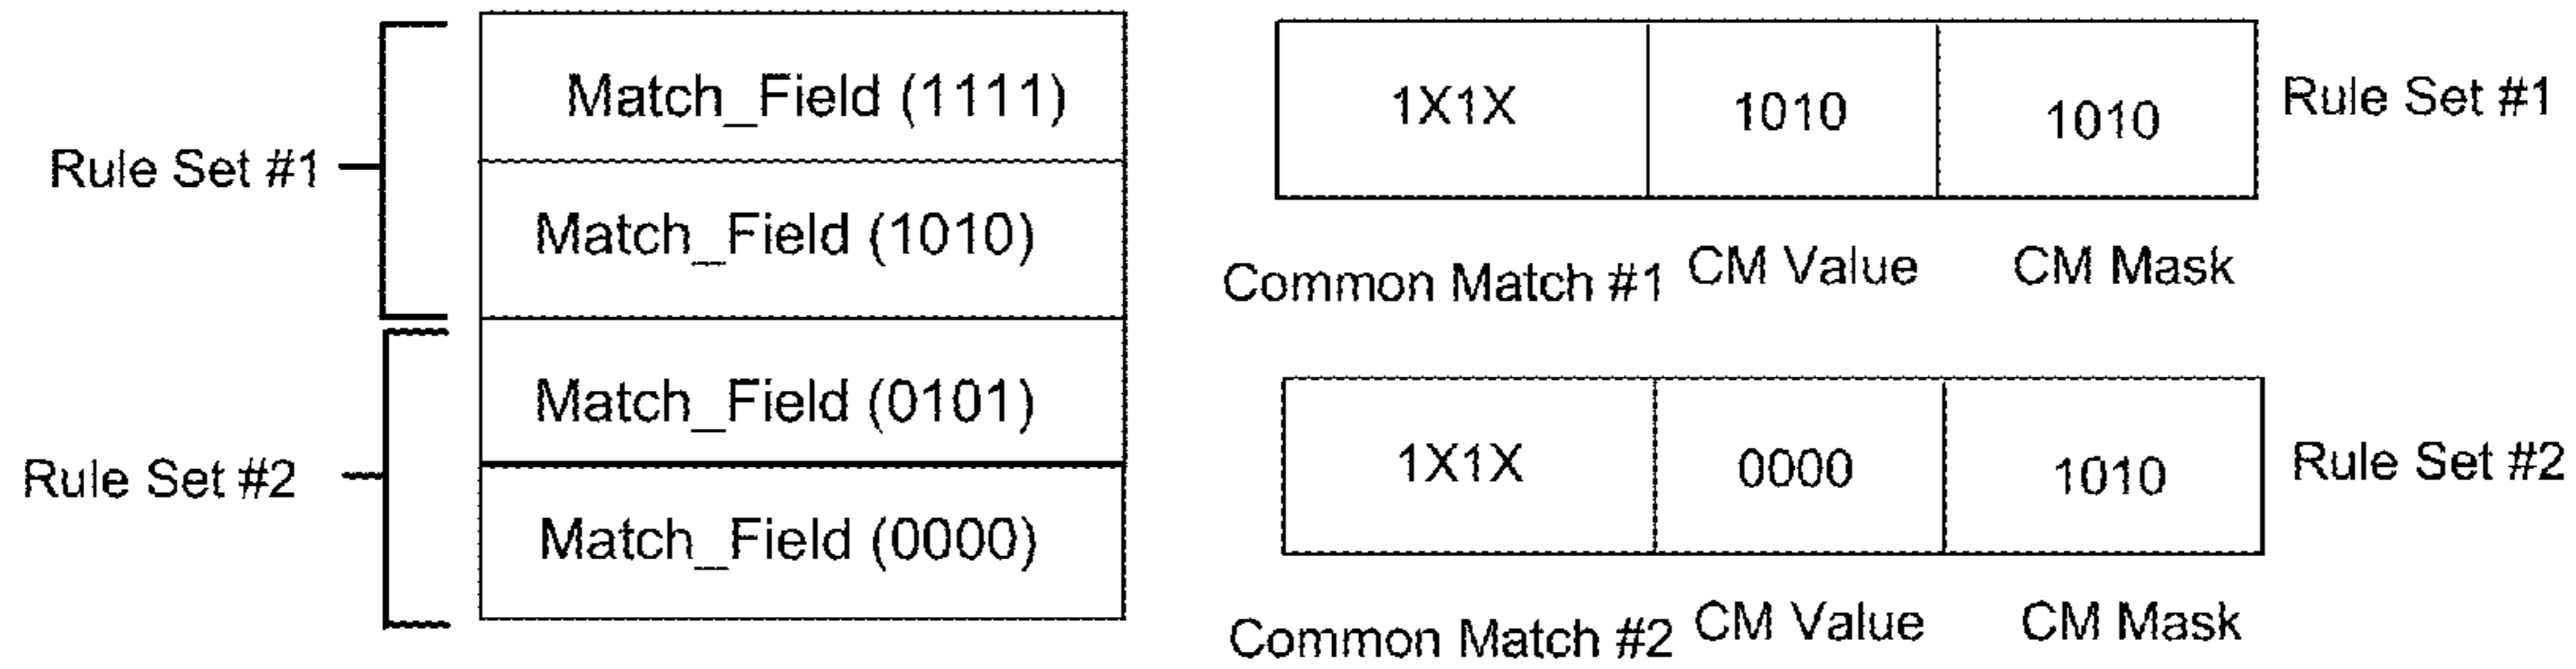 Match_Field (1111)
Rule Set #1
Match_Field (1010)
Match_Field (0101)
Rule Set #2
Match_Field (0000)
1X1X 1010 1010 Rule Set #1
Common Match #1 CM Value CM Mask
1X1X 0000 1010 Rule Set #2
Common Match #2 CM Value CM Mask